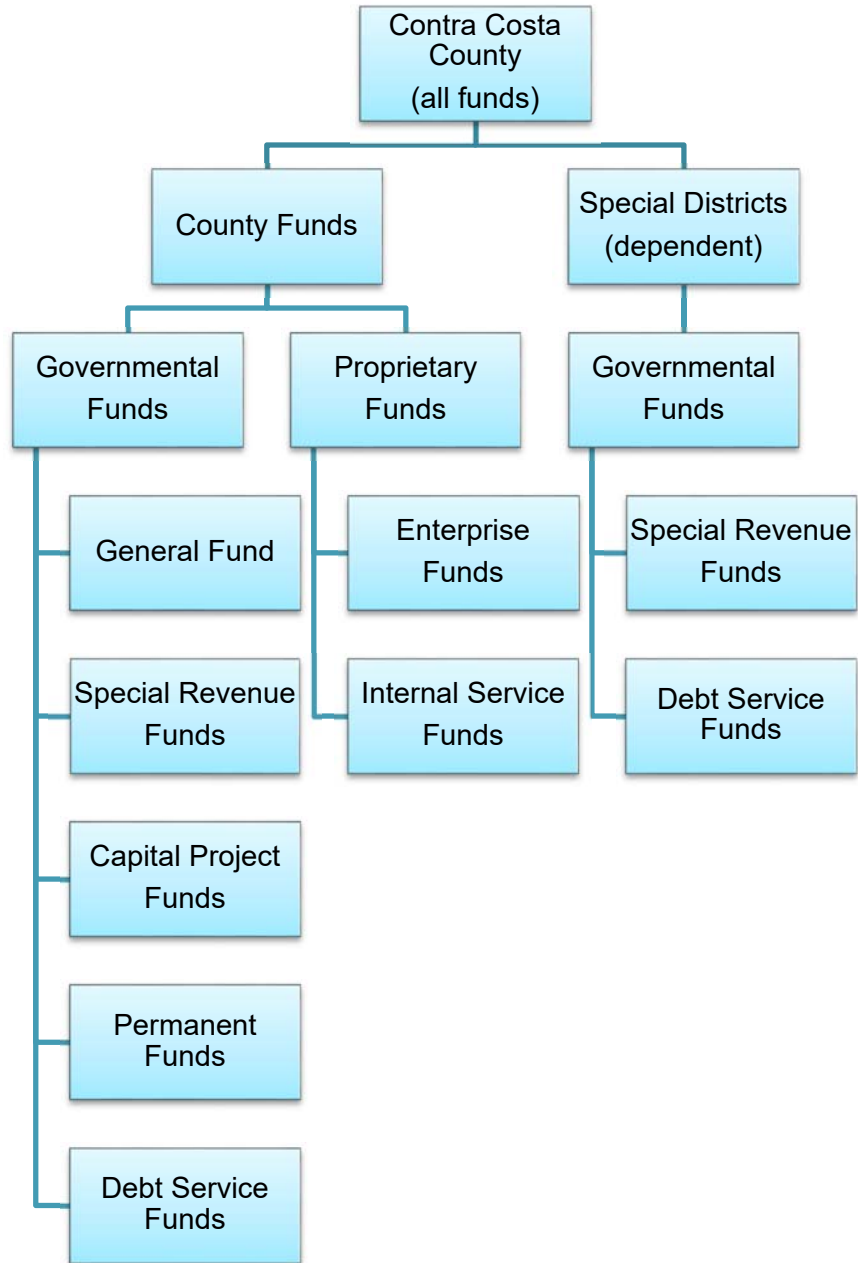 Contra Costa
County
(all funds)
County Funds
Special Districts
(dependent)
Governmental
Funds
Proprietary
Funds
Governmental
Funds
General Fund
Enterprise
Funds
Special Revenue
Funds
Special Revenue
Funds
Internal Service
Funds
Debt Service
Funds
Capital Project
Funds
Permanent
Funds
Debt Service
Funds